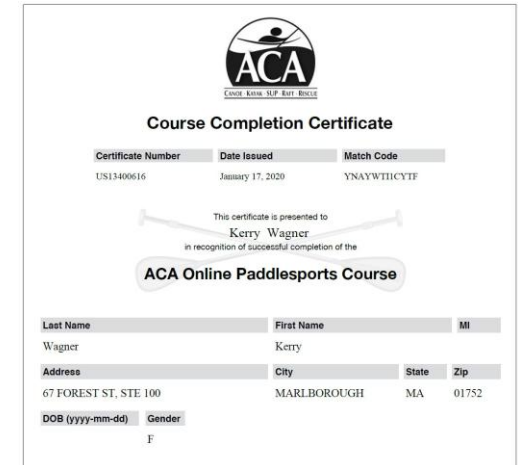 ACA
CANOE - KAYAK - SUP - RAFT - RESCUE
Course Completion Certificate
Certificate Number Date Issued Match Code
US13400616 January 17, 2020 YNAYWTI1CYTF
This certificate is presented to
Kerry Wagner
in recognition of successful completion of the
ACA Online Paddlesports Course
Last Name First Name MI
Wagner Kerry
Address City State Zip
67 FOREST ST, STE 100 MARLBOROUGH MA 01752
DOB (yyyy-mm-dd) Gender
F